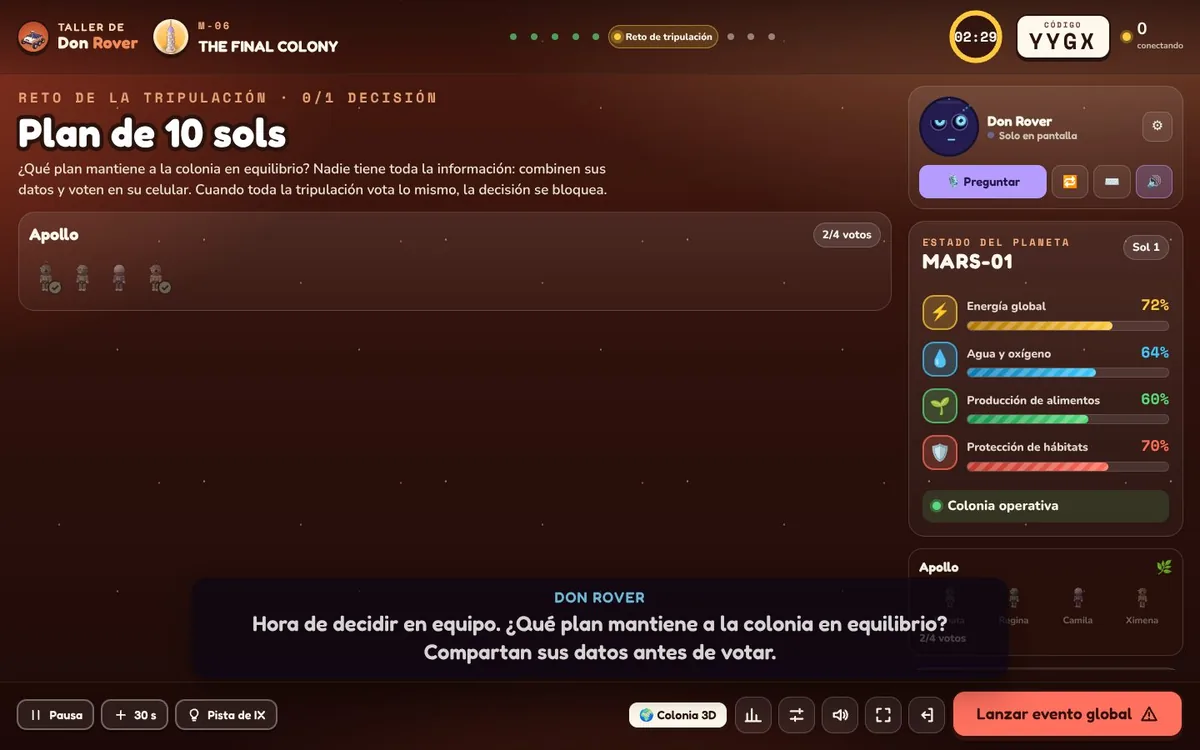 TALLER DE
Don Rover
M-06
THE FINAL COLONY
Reto de tripulación
02:29
CÓDIGO
YYGX
0
conectando
RETO DE LA TRIPULACIÓN · 0/1 DECISIÓN
Plan de 10 sols
¿Qué plan mantiene a la colonia en equilibrio? Nadie tiene toda la información: combinen sus
datos y voten en su celular. Cuando toda la tripulación vota lo mismo, la decisión se bloquea.
Apollo
2/4 votos
Don Rover
Solo en pantalla
Preguntar
ESTADO DEL PLANETA
MARS-01
Sol 1
Energía global
72%
Agua y oxígeno
64%
Producción de alimentos
60%
Protección de hábitats
70%
Colonia operativa
Apollo
Regina
Camila
Ximena
2/4 votos
DON ROVER
Hora de decidir en equipo. ¿Qué plan mantiene a la colonia en equilibrio?
Compartan sus datos antes de votar.
Pausa
+ 30 s
Pista de IX
Colonia 3D
Lanzar evento global